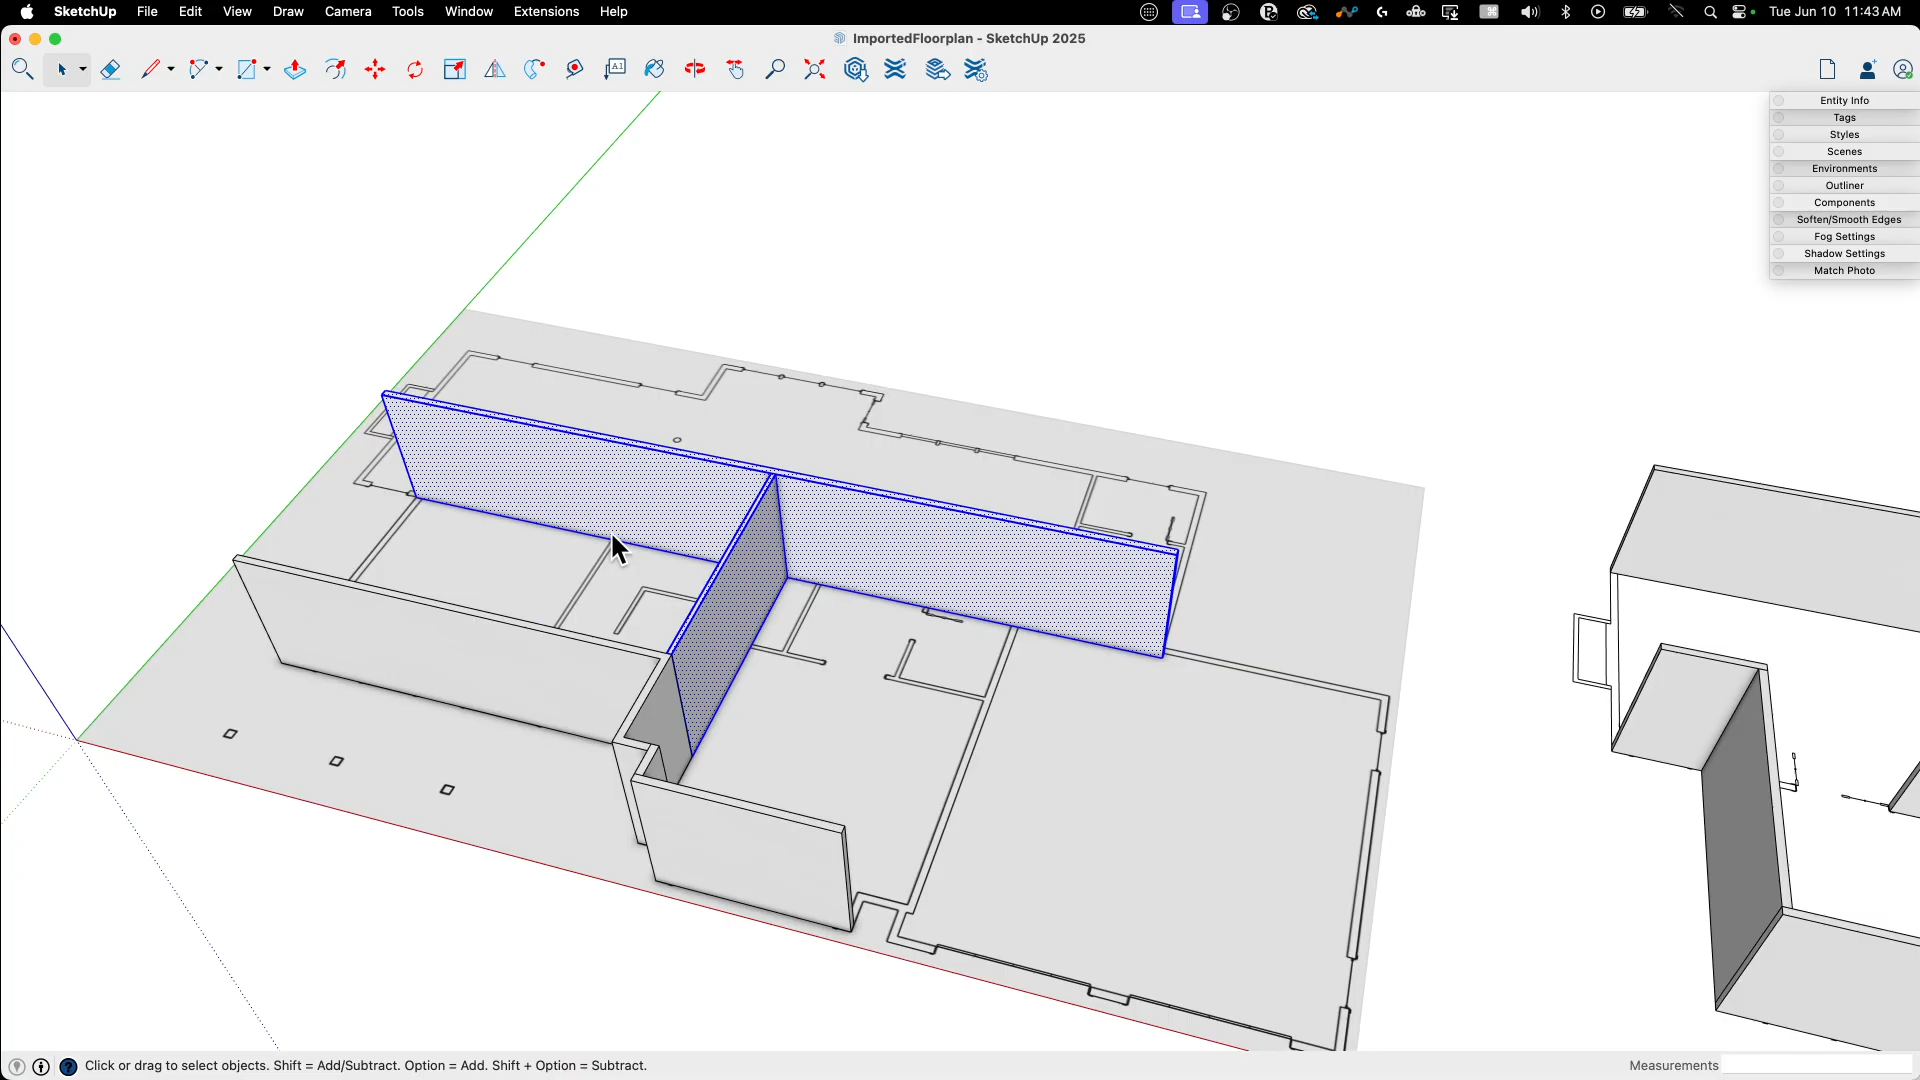 SketchUp File Edit View Draw Camera Tools Window Extensions Help Tue Jun 10 11:43 AM
ImportedFloorplan - SketchUp 2025
A1
Entity Info
Tags
Styles
Scenes
Environments
Outliner
Components
Soften/Smooth Edges
Fog Settings
Shadow Settings
Match Photo
Click or drag to select objects. Shift = Add/Subtract. Option = Add. Shift + Option = Subtract.
Measurements